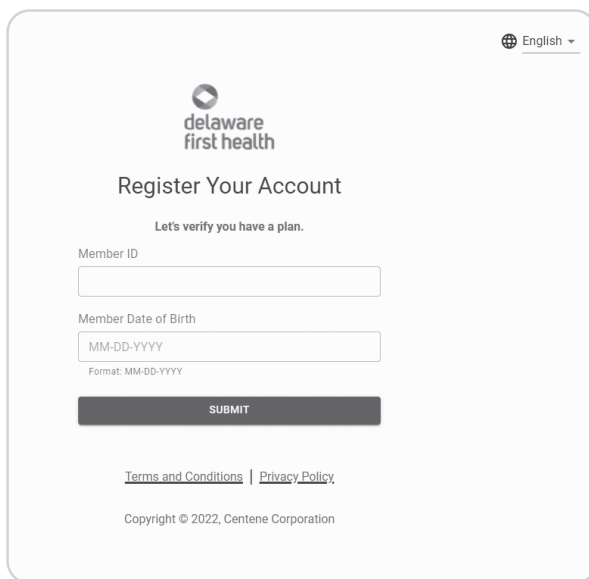 English
delaware
first health
Register Your Account
Let's verify you have a plan.
Member ID
Member Date of Birth
MM-DD-YYYY
Format: MM-DD-YYYY
SUBMIT
Terms and Conditions | Privacy Policy
Copyright © 2022, Centene Corporation